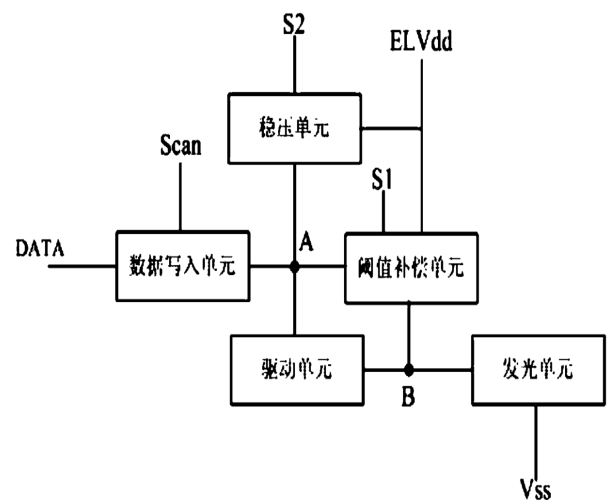 S2
ELVdd
稳压单元
Scan
S1
A
DATA
数据写入单元
阈值补偿单元
驱动单元
发光单元
B
Vss